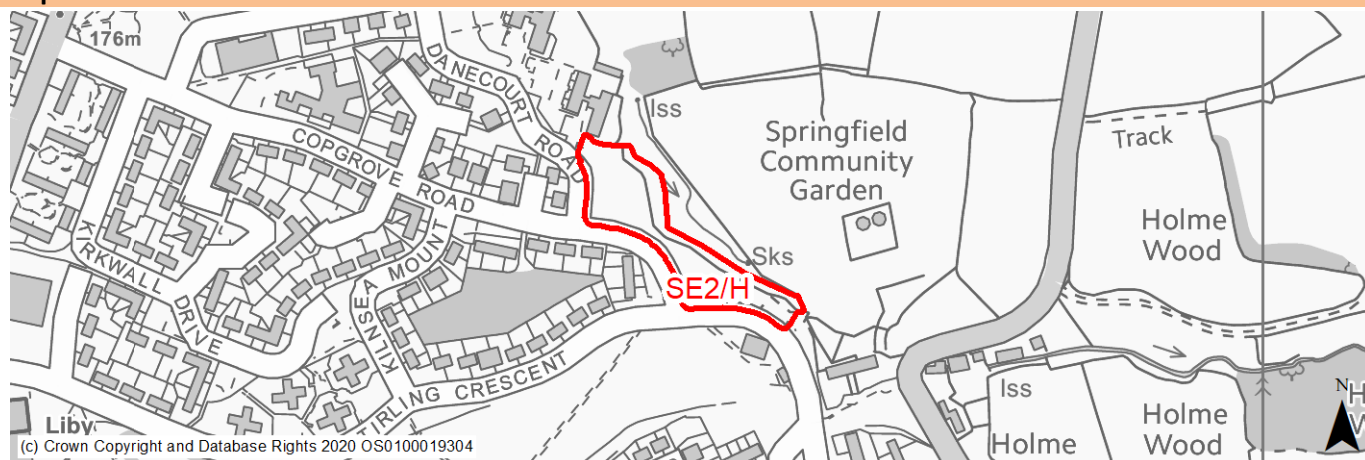 176m
DANECOURT ROAD
Iss
Springfield
Community
Garden
Track
COPGROVE ROAD
Holme
Wood
KIRKWALL DRIVE
KINSEA MOUNT
Sks
SE2/H
STIRLING CRESCENT
Iss
Holme
Holme
Wood
N
Liby
(c) Crown Copyright and Database Rights 2020 OS0100019304